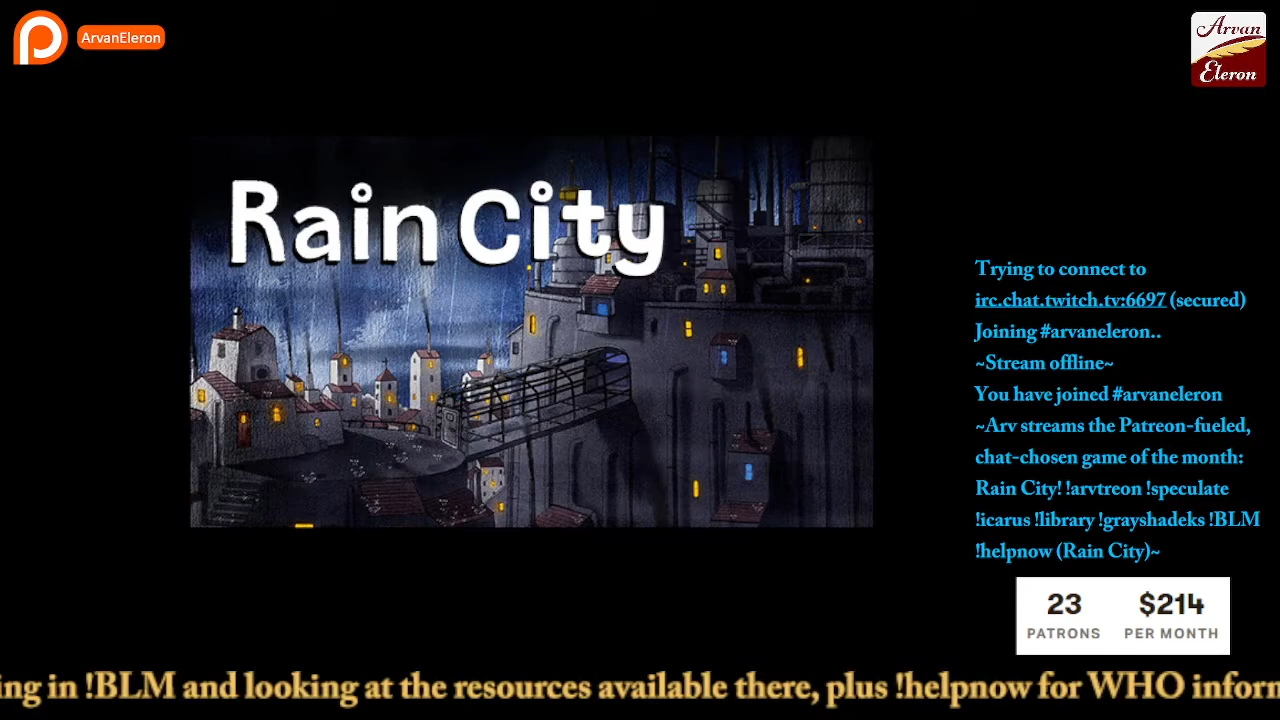 ArvanEleron
Arvan
Eleron
Rain City
Trying to connect to
irc.chat.twitch.tv:6697 (secured)
Joining #arvaneleron..
~Stream offline~
You have joined #arvaneleron
~Arv streams the Patreon-fueled,
chat-chosen game of the month:
Rain City! !arvtreon !speculate
!icarus !library !grayshadeks !BLM
!helpnow (Rain City)~
23 $214
PATRONS PER MONTH
ing in !BLM and looking at the resources available there, plus !helpnow for WHO inform